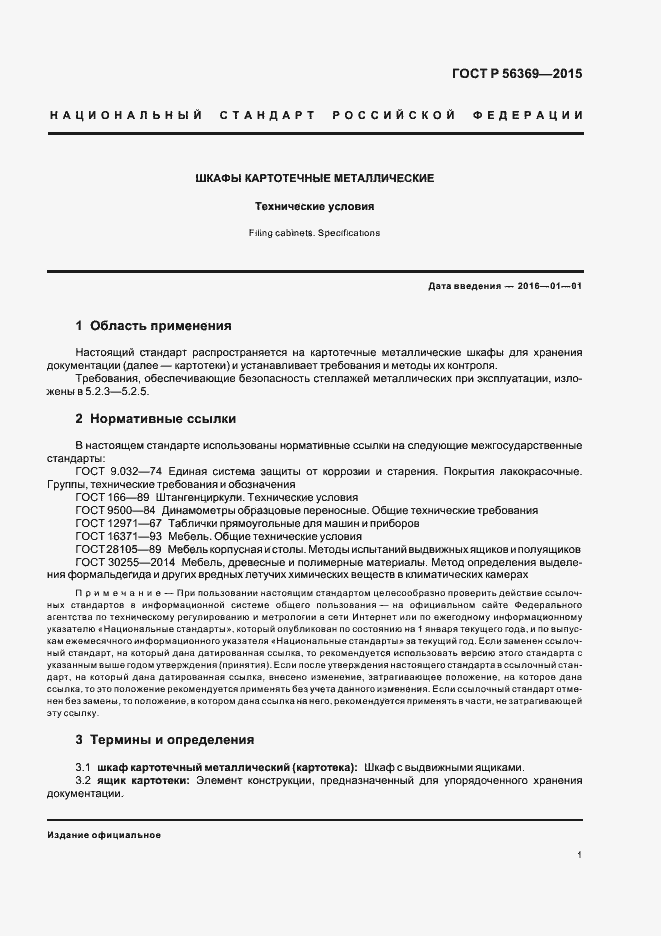 ГОСТ Р 56369—2015
НАЦИОНАЛЬНЫЙ СТАНДАРТ РОССИЙСКОЙ ФЕДЕРАЦИИ
ШКАФЫ КАРТОТЕЧНЫЕ МЕТАЛЛИЧЕСКИЕ
Технические условия
Filing cabinets. Specifications
Дата введения — 2016—01—01
1 Область применения
Настоящий стандарт распространяется на картотечные металлические шкафы для хранения
документации (далее — картотеки) и устанавливает требования и методы их контроля.
Требования, обеспечивающие безопасность стеллажей металлических при эксплуатации, изло-
жены в 5.2.3—5.2.5.
2 Нормативные ссылки
В настоящем стандарте использованы нормативные ссылки на следующие межгосударственные
стандарты:
ГОСТ 9.032—74 Единая система защиты от коррозии и старения. Покрытия лакокрасочные.
Группы, технические требования и обозначения
ГОСТ 166—89 Штангенциркули. Технические условия
ГОСТ 9500—84 Динамометры образцовые переносные. Общие технические требования
ГОСТ 12971—67 Таблички прямоугольные для машин и приборов
ГОСТ 16371—93 Мебель. Общие технические условия
ГОСТ 28105—89 Мебель корпусная и столы. Методы испытаний выдвижных ящиков и полуящиков
ГОСТ 30255—2014 Мебель, древесные и полимерные материалы. Метод определения выделе-
ния формальдегида и других вредных летучих химических веществ в климатических камерах
Примечание — При пользовании настоящим стандартом целесообразно проверить действие ссылоч-
ных стандартов в информационной системе общего пользования — на официальном сайте Федерального
агентства по техническому регулированию и метрологии в сети Интернет или по ежегодному информационному
указателю «Национальные стандарты», который опубликован по состоянию на 1 января текущего года, и по выпус-
кам ежемесячного информационного указателя «Национальные стандарты» за текущий год. Если заменен ссылоч-
ный стандарт, на который дана датированная ссылка, то рекомендуется использовать версию этого стандарта с
указанным выше годом утверждения (принятия). Если после утверждения настоящего стандарта в ссылочный стан-
дарт, на который дана датированная ссылка, внесено изменение, затрагивающее положение, на которое дана
ссылка, то это положение рекомендуется применять без учета данного изменения. Если ссылочный стандарт отме-
нен без замены, то положение, в котором дана ссылка на него, рекомендуется применять в части, не затрагивающей
эту ссылку.
3 Термины и определения
3.1 шкаф картотечный металлический (картотека): Шкаф с выдвижными ящиками.
3.2 ящик картотеки: Элемент конструкции, предназначенный для упорядоченного хранения
документации.
Издание официальное
1